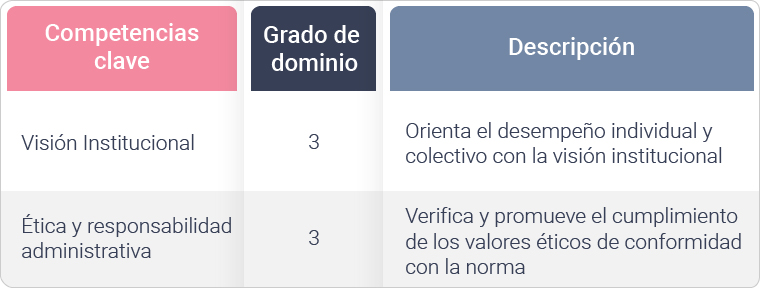 Competencias
clave
Grado de
dominio
Descripción
Visión Institucional
3
Orienta el desempeño individual y
colectivo con la visión institucional
Ética y responsabilidad
administrativa
3
Verifica y promueve el cumplimiento
de los valores éticos de conformidad
con la norma